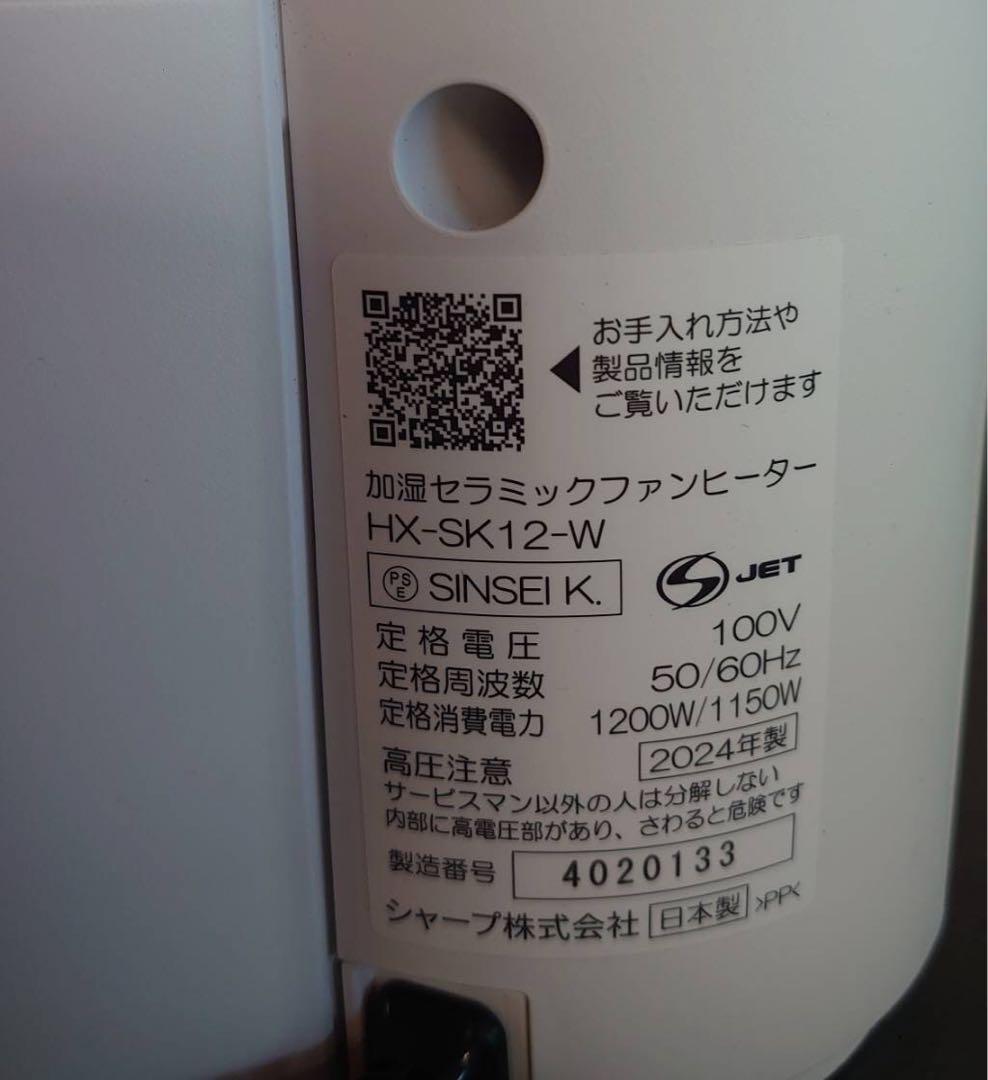 お手入れ方法や
製品情報を
ご覧いただけます
加湿セラミックファンヒーター
HX-SK12-W
PSE SINSEI K.
JET
定格電圧 100V
定格周波数 50/60Hz
定格消費電力 1200W/1150W
高圧注意 2024年製
サービスマン以外の人は分解しない
内部に高電圧部があり、さわると危険です
製造番号 4020133
シャープ株式会社 日本製 >PP<